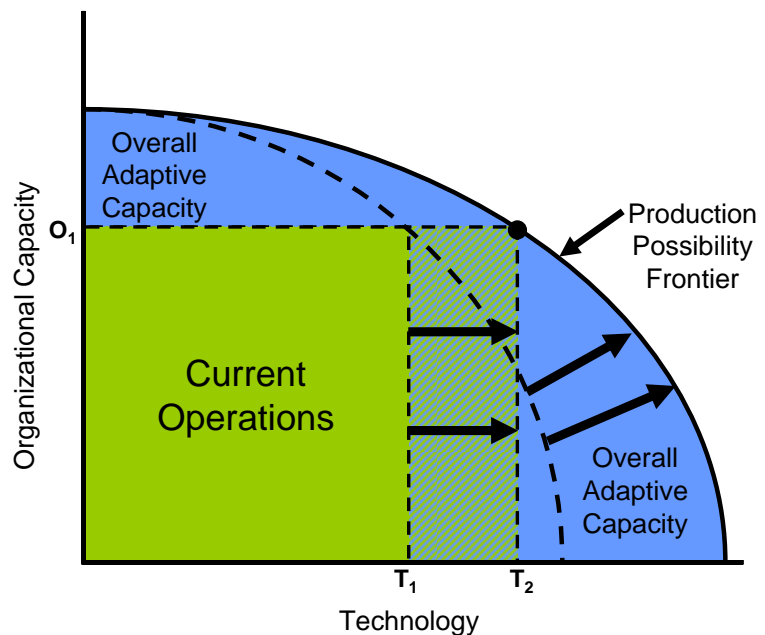 Overall
Adaptive
Capacity
O₁
Production
Possibility
Frontier
Organizational Capacity
Current
Operations
Overall
Adaptive
Capacity
T₁
T₂
Technology